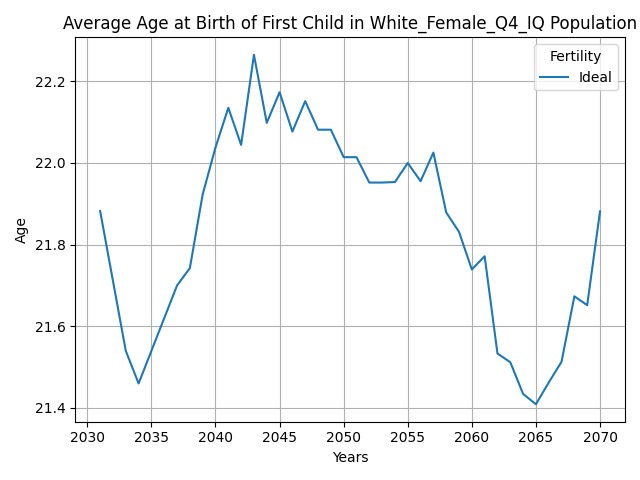 Average Age at Birth of First Child in White_Female_Q4_IQ Population
Fertility
Ideal
22.2
22.0
21.8
21.6
21.4
Age
2030 2035 2040 2045 2050 2055 2060 2065 2070
Years